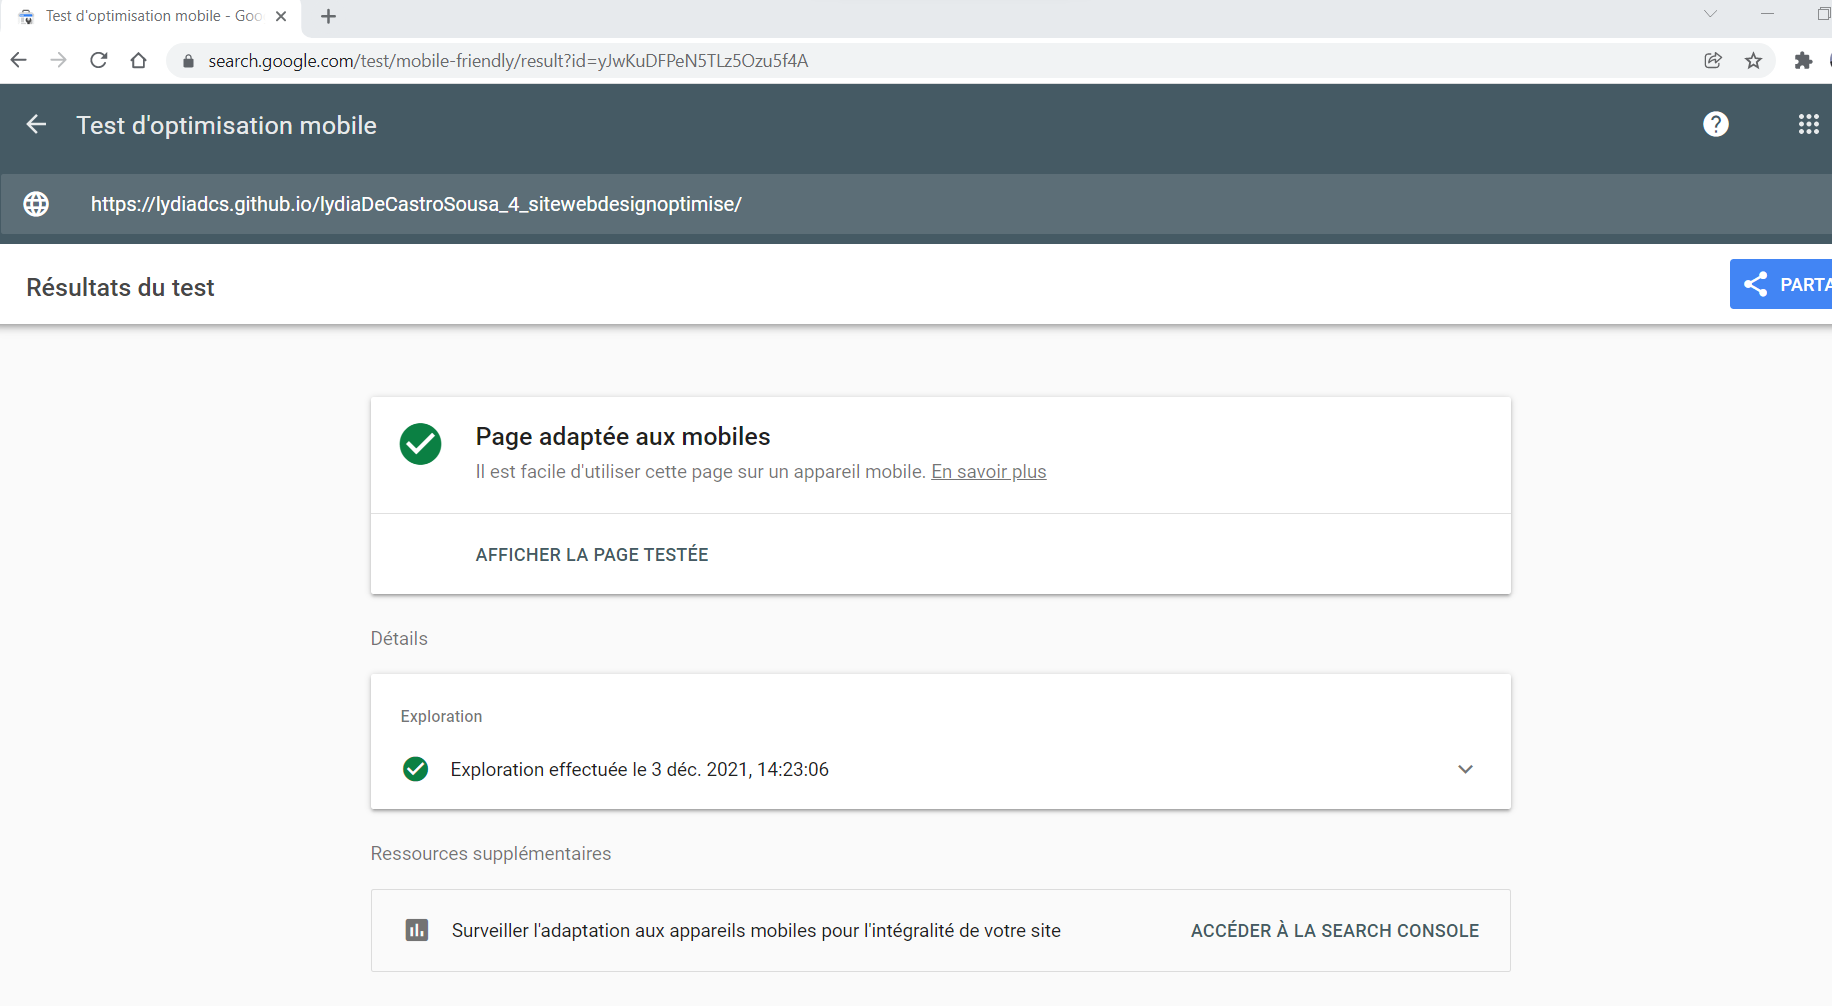 Test d'optimisation mobile - Goo
search.google.com/test/mobile-friendly/result?id=yJwKuDFPeN5TLz5Ozu5f4A
Test d'optimisation mobile
https://lydiadcs.github.io/lydiaDeCastroSousa_4_sitewebdesignoptimise/
Résultats du test
PARTA
Page adaptée aux mobiles
Il est facile d'utiliser cette page sur un appareil mobile. En savoir plus
AFFICHER LA PAGE TESTÉE
Détails
Exploration
Exploration effectuée le 3 déc. 2021, 14:23:06
Ressources supplémentaires
Surveiller l'adaptation aux appareils mobiles pour l'intégralité de votre site
ACCÉDER À LA SEARCH CONSOLE